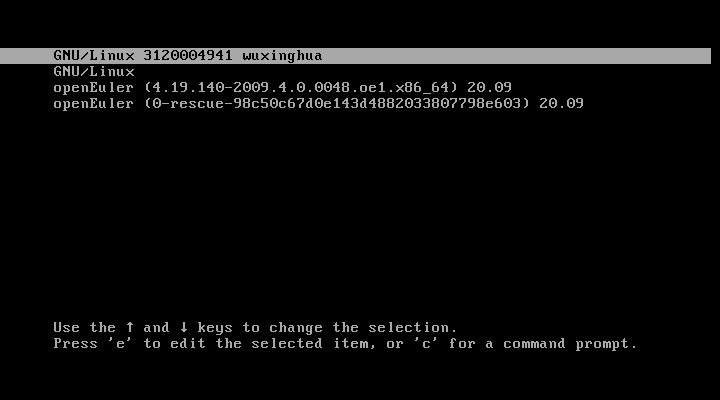 GNU/Linux 3120004941 wuxinghua
GNU/Linux
openEuler (4.19.140-2009.4.0.0048.oe1.x86_64) 20.09
openEuler (0-rescue-98c50c67d0e143d4882033807798e603) 20.09
Use the ↑ and ↓ keys to change the selection.
Press 'e' to edit the selected item, or 'c' for a command prompt.